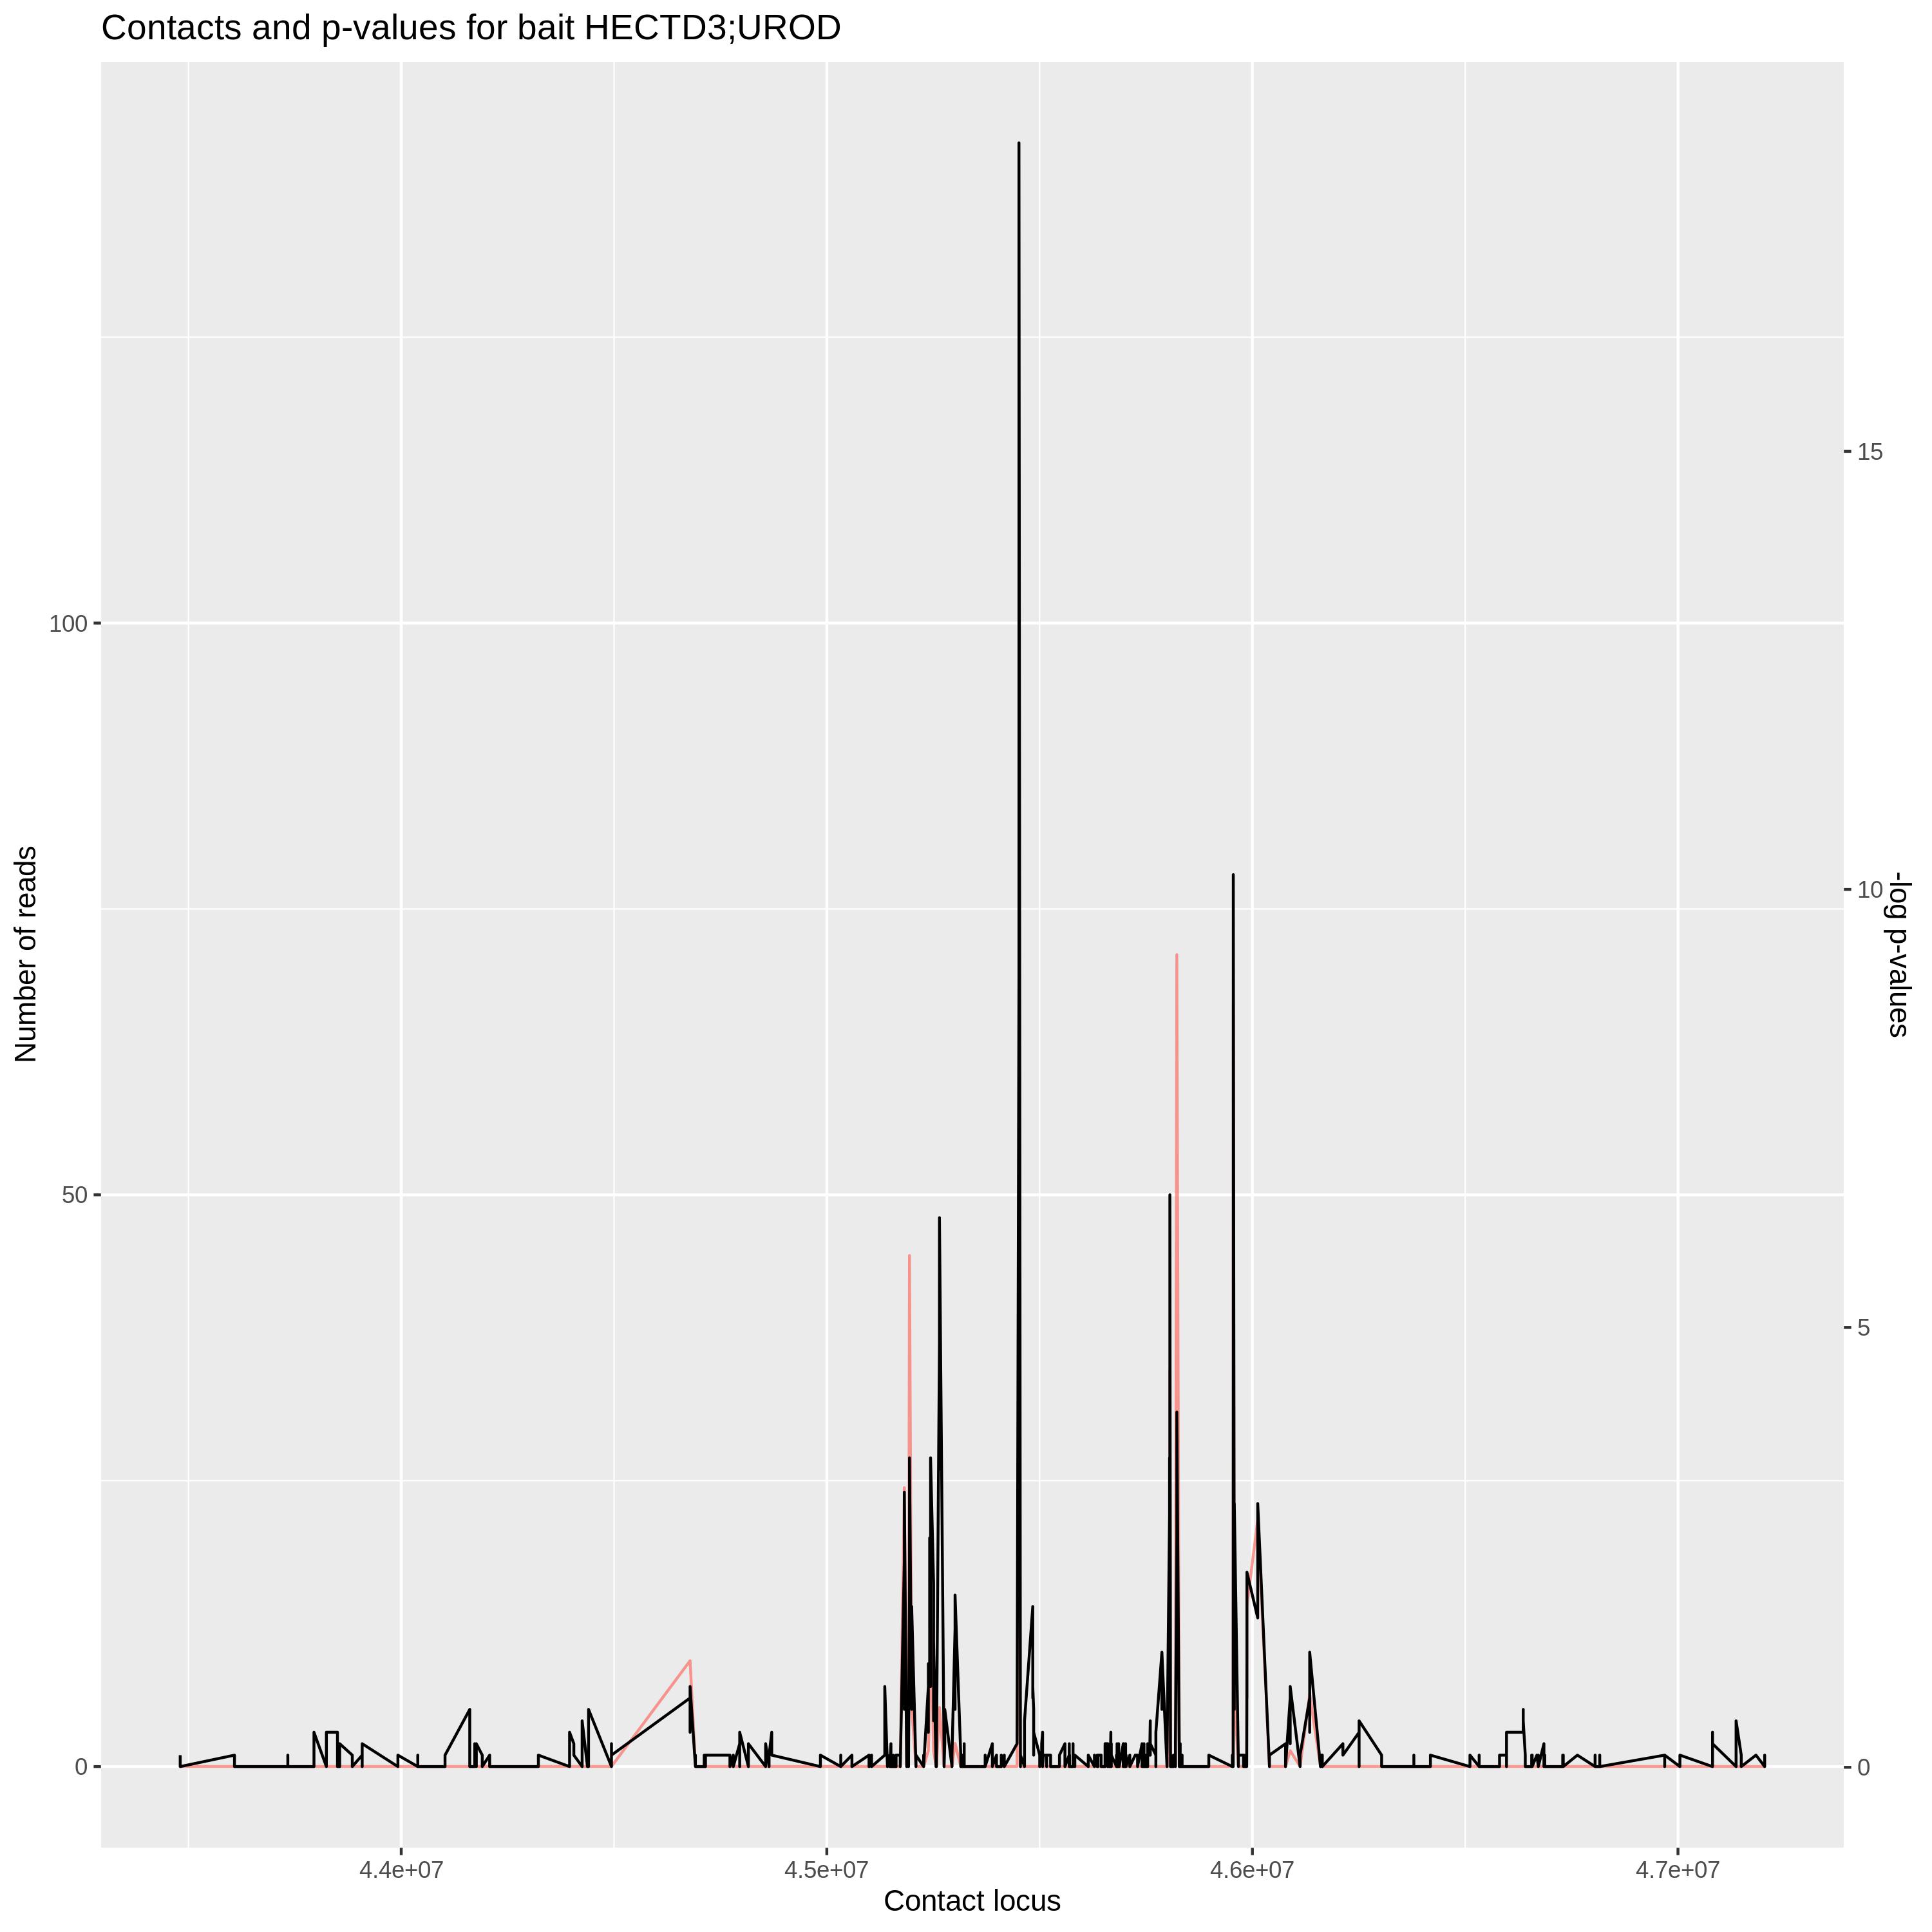 Contacts and p-values for bait HECTD3;UROD
Number of reads
100
50
0
15
10
5
0
-log p-values
4.4e+07
4.5e+07
4.6e+07
4.7e+07
Contact locus